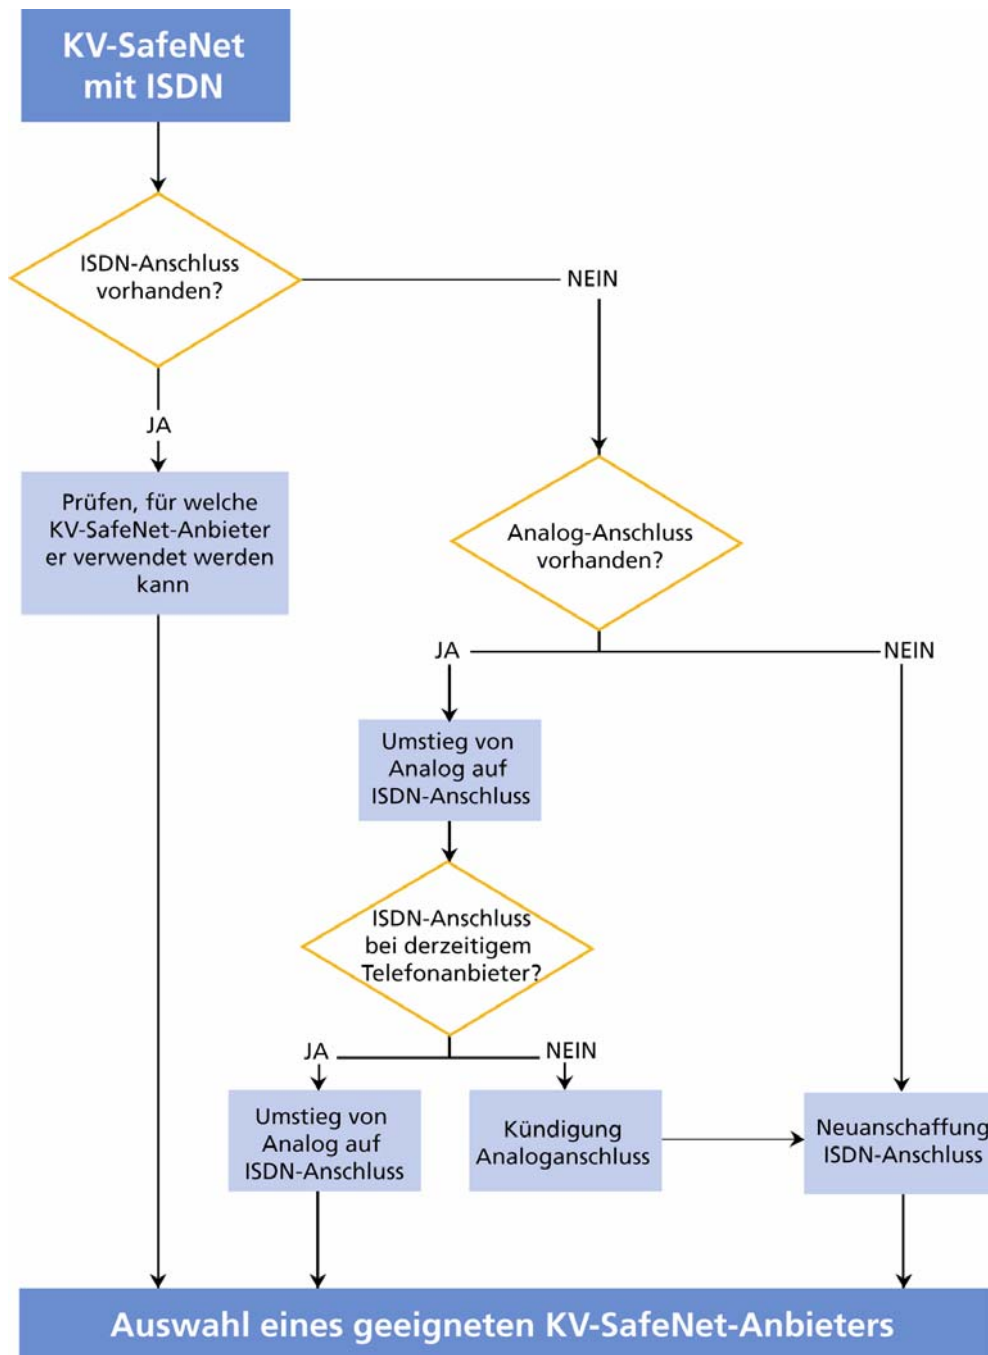 KV-SafeNet
mit ISDN
ISDN-Anschluss
vorhanden?
NEIN
JA
Prüfen, für welche
KV-SafeNet-Anbieter
er verwendet werden
kann
Analog-Anschluss
vorhanden?
JA
NEIN
Umstieg von
Analog auf
ISDN-Anschluss
ISDN-Anschluss
bei derzeitigem
Telefonanbieter?
JA
NEIN
Umstieg von
Analog auf
ISDN-Anschluss
Kündigung
Analoganschluss
Neuanschaffung
ISDN-Anschluss
Auswahl eines geeigneten KV-SafeNet-Anbieters